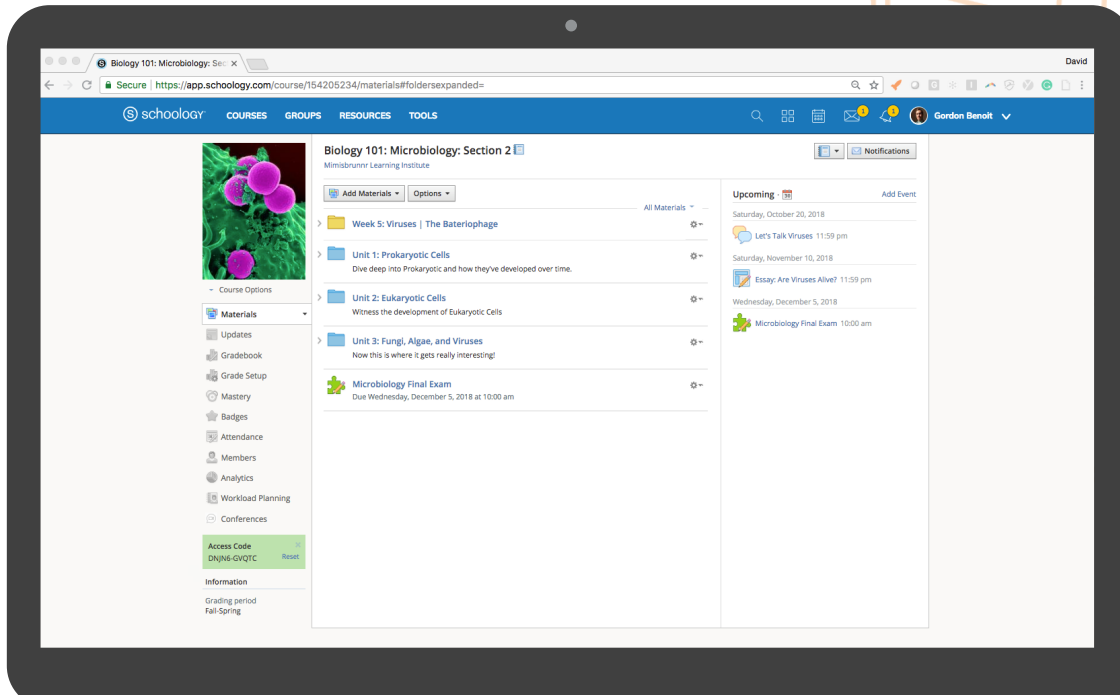 Biology 101: Microbiology: Sec
David
Secure | https://app.schoology.com/course/154205234/materials#foldersexpanded=
S schoology COURSES GROUPS RESOURCES TOOLS
1
1
Gordon Benoit
Biology 101: Microbiology: Section 2
Mimisbrunnr Learning Institute
Notifications
Add Materials Options
All Materials
Week 5: Viruses | The Bateriophage
Unit 1: Prokaryotic Cells
Dive deep into Prokaryotic and how they've developed over time.
Unit 2: Eukaryotic Cells
Witness the development of Eukaryotic Cells
Unit 3: Fungi, Algae, and Viruses
Now this is where it gets really interesting!
Microbiology Final Exam
Due Wednesday, December 5, 2018 at 10:00 am
Upcoming
Add Event
Saturday, October 20, 2018
Let's Talk Viruses 11:59 pm
Saturday, November 10, 2018
Essay: Are Viruses Alive? 11:59 pm
Wednesday, December 5, 2018
Microbiology Final Exam 10:00 am
Course Options
Materials
Updates
Gradebook
Grade Setup
Mastery
Badges
Attendance
Members
Analytics
Workload Planning
Conferences
Access Code
DNJN6-GVQTC Reset
Information
Grading period
Fall-Spring